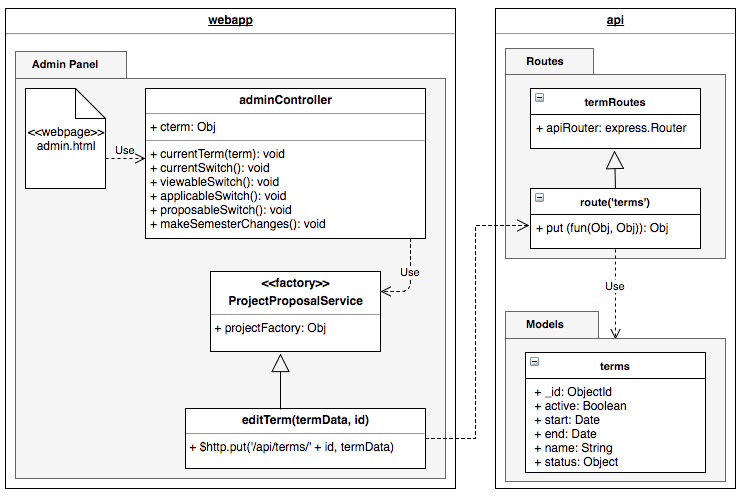 webapp
Admin Panel
<<webpage>>
admin.html
Use
adminController
+ cterm: Obj
+ currentTerm(term): void
+ currentSwitch(): void
+ viewableSwitch(): void
+ applicableSwitch(): void
+ proposableSwitch(): void
+ makeSemesterChanges(): void
Use
<<factory>>
ProjectProposalService
+ projectFactory: Obj
editTerm(termData, id)
+ $http.put('/api/terms/' + id, termData)
api
Routes
termRoutes
+ apiRouter: express.Router
route('terms')
+ put (fun(Obj, Obj)): Obj
Use
Models
terms
+ _id: ObjectId
+ active: Boolean
+ start: Date
+ end: Date
+ name: String
+ status: Object